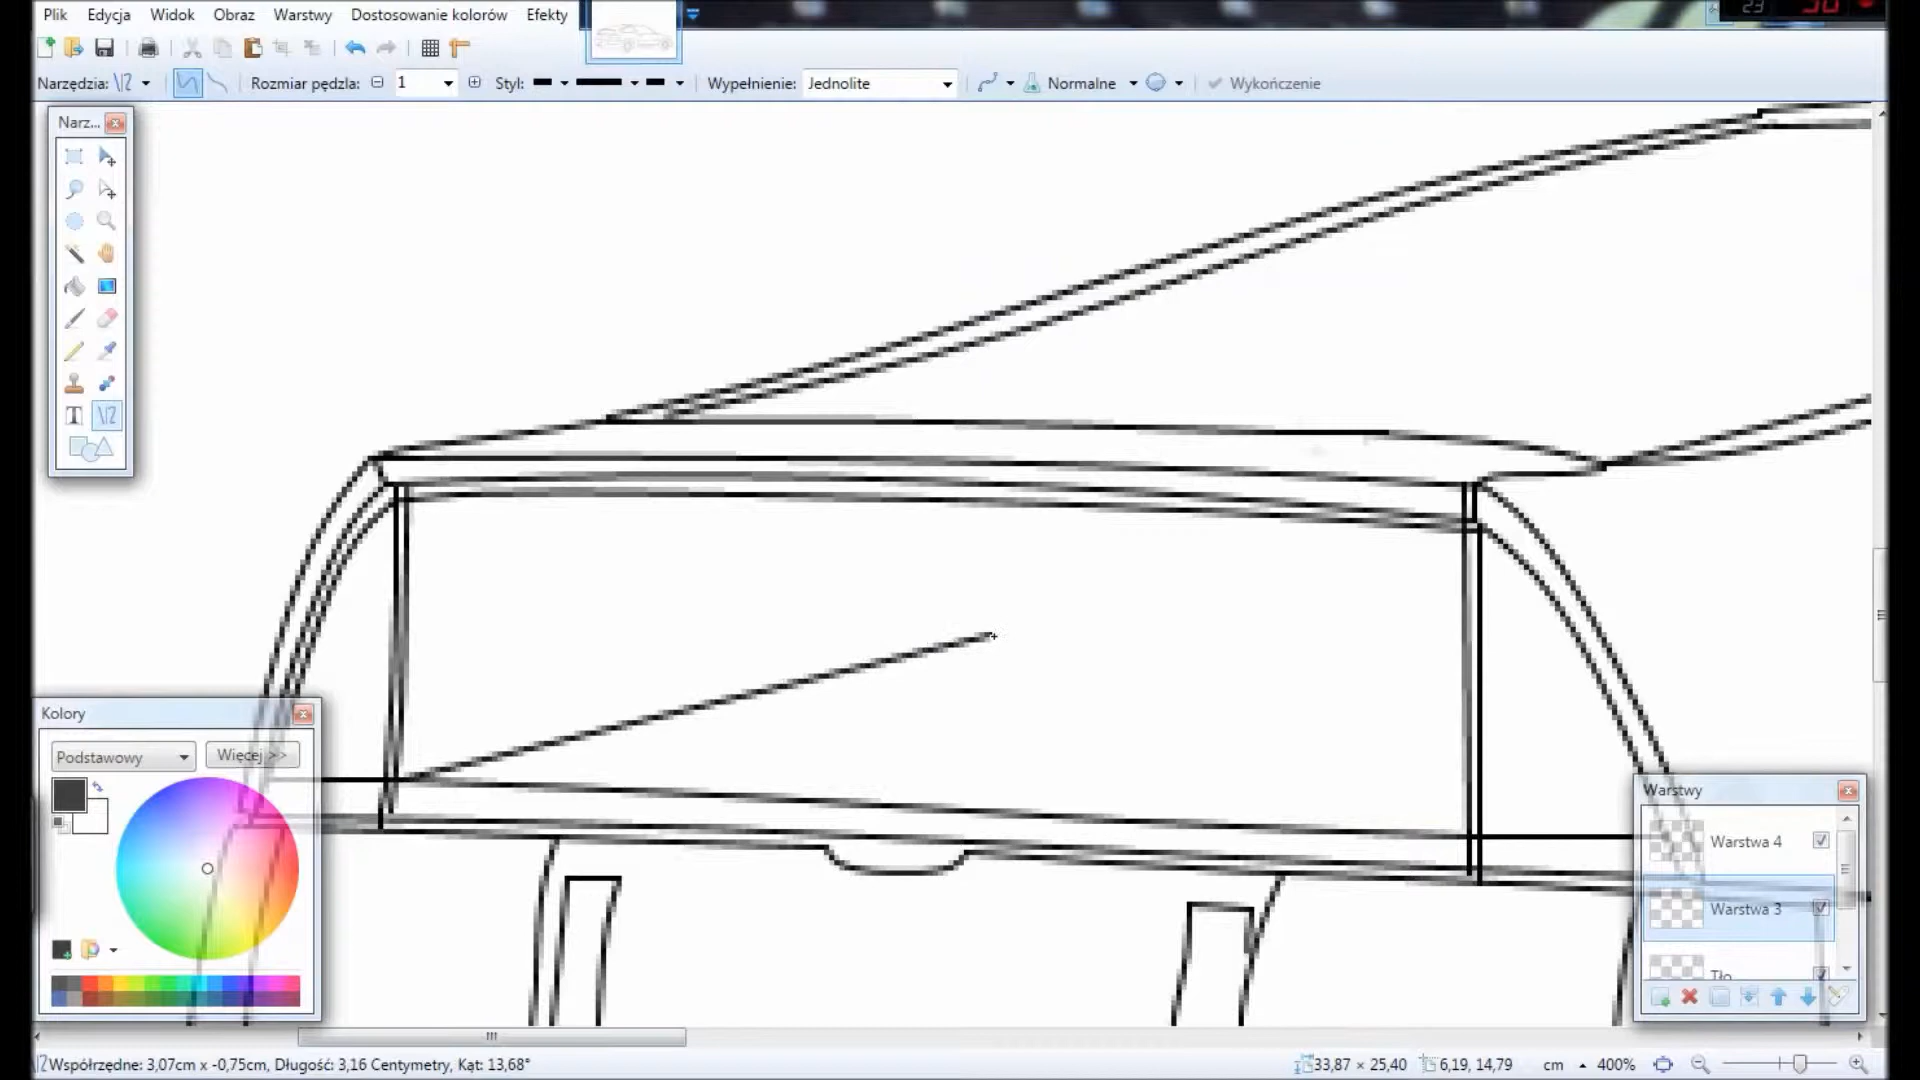 Plik Edycja Widok Obraz Warstwy Dostosowanie kolorów Efekty
23
Narzędzia: Rozmiar pędzla: 1 Styl: Wypełnienie: Jednolite Normalne Wykończenie
Narz...
Kolory
Podstawowy Więcej >>
Warstwy
Warstwa 4
Warstwa 3
Tło
Współrzędne: 3,07cm x -0,75cm, Długość: 3,16 Centymetry, Kąt: 13,68° 33,87 × 25,40 6,19, 14,79 cm 400%